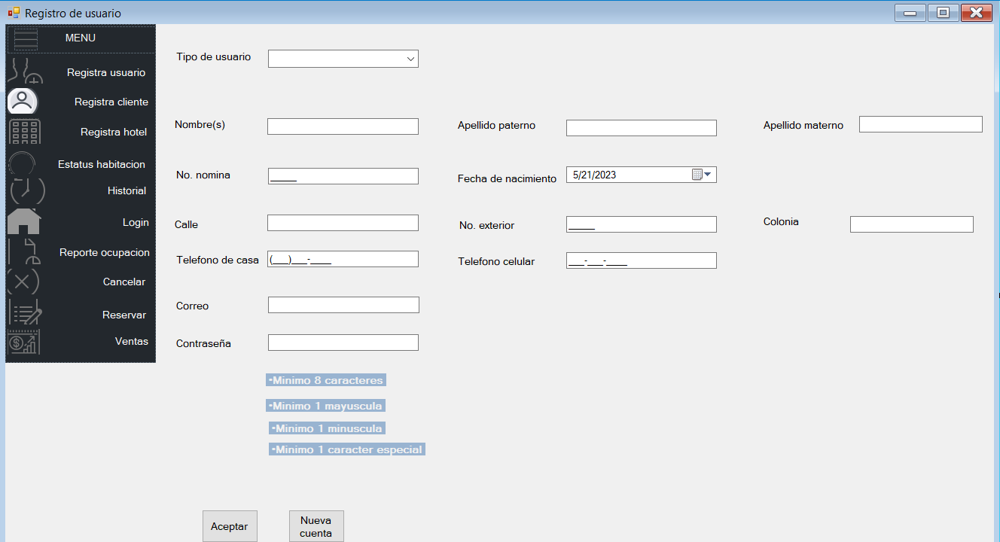 Registro de usuario
MENU
Registra usuario
Registra cliente
Registra hotel
Estatus habitacion
Historial
Login
Reporte ocupacion
Cancelar
Reservar
Ventas
Tipo de usuario
Nombre(s)
Apellido paterno
Apellido materno
No. nomina
_____
Fecha de nacimiento
5/21/2023
Calle
No. exterior
_____
Colonia
Telefono de casa
(___)___-____
Telefono celular
___-___-____
Correo
Contraseña
•Minimo 8 caracteres
•Minimo 1 mayuscula
•Minimo 1 minuscula
•Minimo 1 caracter especial
Aceptar
Nueva
cuenta